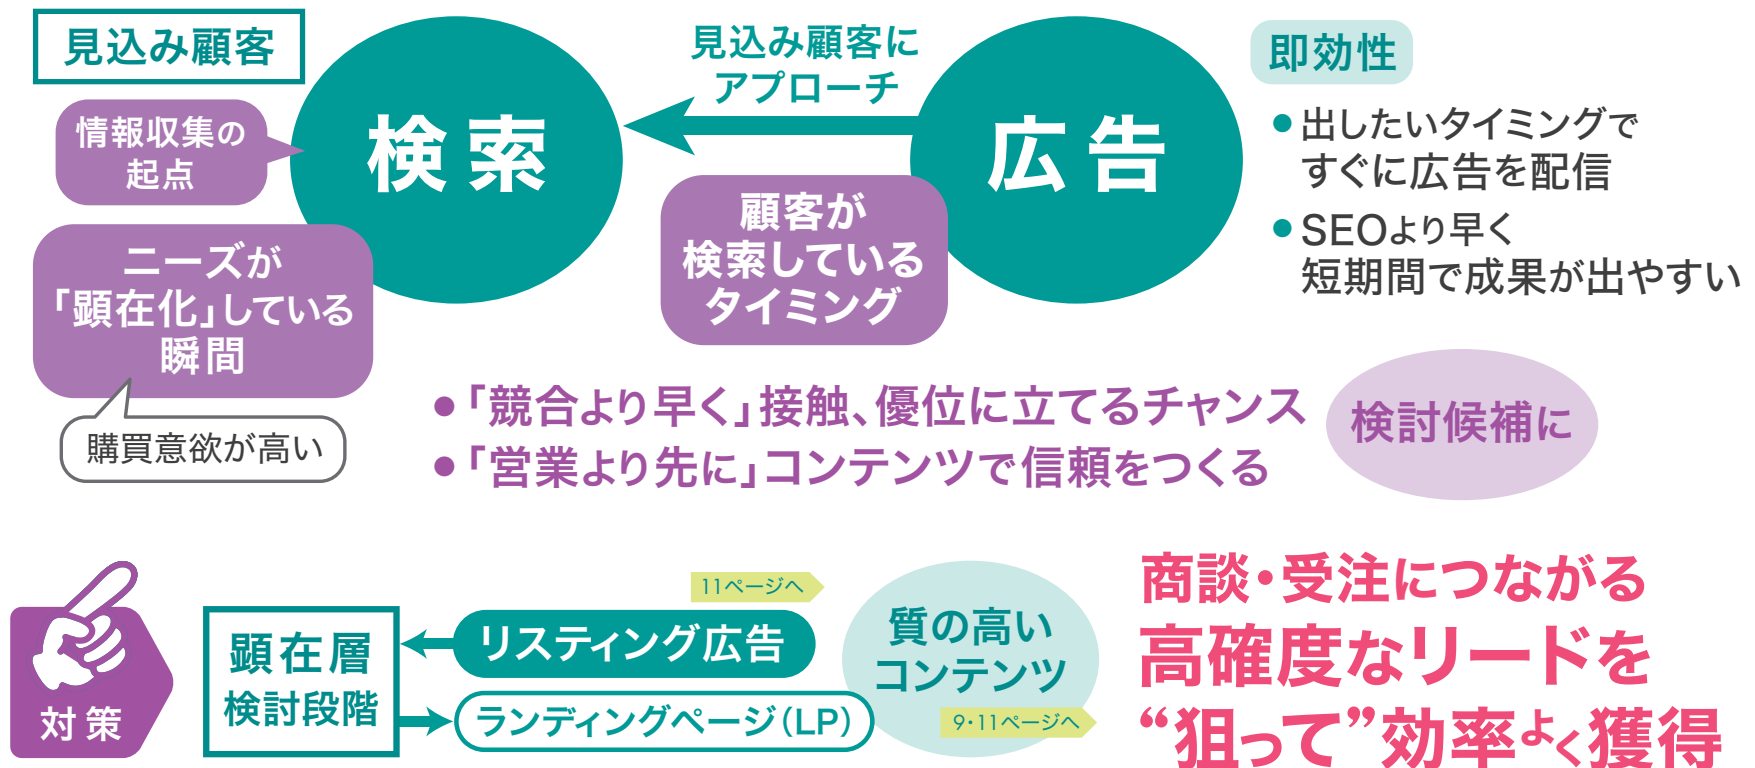 見込み顧客
情報収集の
起点
ニーズが
「顕在化」している
瞬間
購買意欲が高い
検索
見込み顧客に
アプローチ
広告
顧客が
検索している
タイミング
即効性
●出したいタイミングで
すぐに広告を配信
●SEOより早く
短期間で成果が出やすい
●「競合より早く」接触、優位に立てるチャンス
●「営業より先に」コンテンツで信頼をつくる
検討候補に
対策
顕在層
検討段階
11ページへ
リスティング広告
ランディングページ(LP)
質の高い
コンテンツ
9・11ページへ
商談・受注につながる
高確度なリードを
“狙って”効率よく獲得